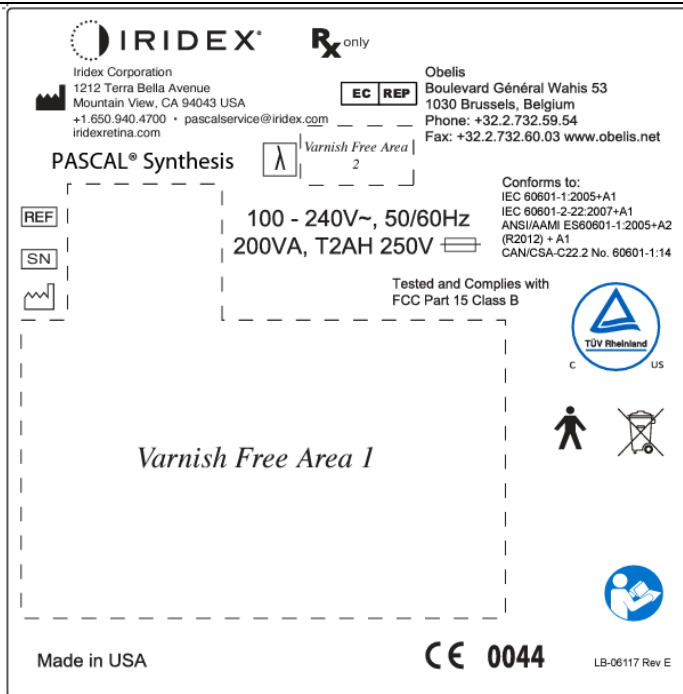 IRIDEX®
Rx only
Iridex Corporation
1212 Terra Bella Avenue
Mountain View, CA 94043 USA
+1.650.940.4700 • pascalservice@iridex.com
iridexretina.com
EC REP
Obelis
Boulevard Général Wahis 53
1030 Brussels, Belgium
Phone: +32.2.732.59.54
Fax: +32.2.732.60.03 www.obelis.net
PASCAL® Synthesis
λ
Varnish Free Area
2
REF
SN
100 - 240V~, 50/60Hz
200VA, T2AH 250V
Conforms to:
IEC 60601-1:2005+A1
IEC 60601-2-22:2007+A1
ANSI/AAMI ES60601-1:2005+A2
(R2012) + A1
CAN/CSA-C22.2 No. 60601-1:14
Tested and Complies with
FCC Part 15 Class B
TÜV Rheinland
C US
Varnish Free Area 1
Made in USA
CE 0044
LB-06117 Rev E